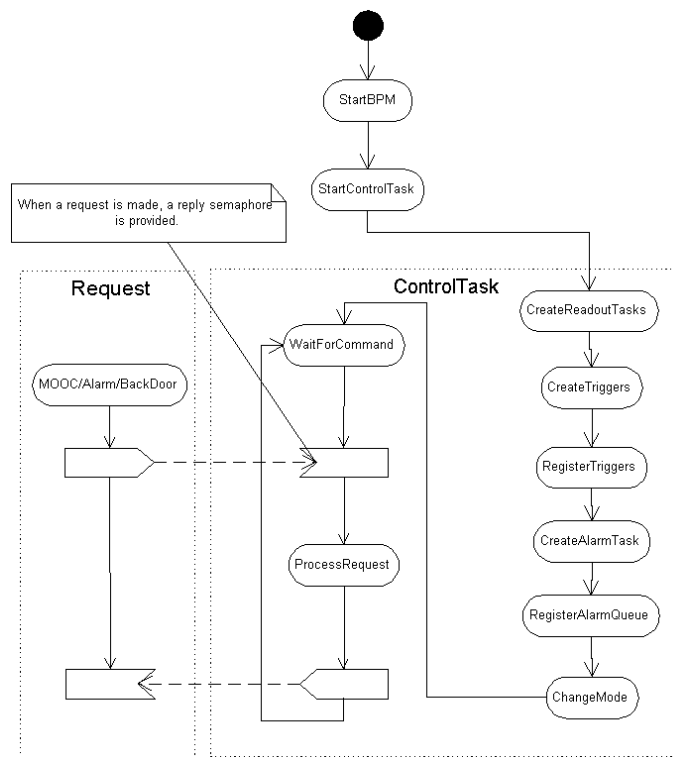 StartBPM
StartControlTask
When a request is made, a reply semaphore
is provided.
Request
ControlTask
CreateReadoutTasks
WaitForCommand
MOOC/Alarm/BackDoor
CreateTriggers
RegisterTriggers
CreateAlarmTask
ProcessRequest
RegisterAlarmQueue
ChangeMode